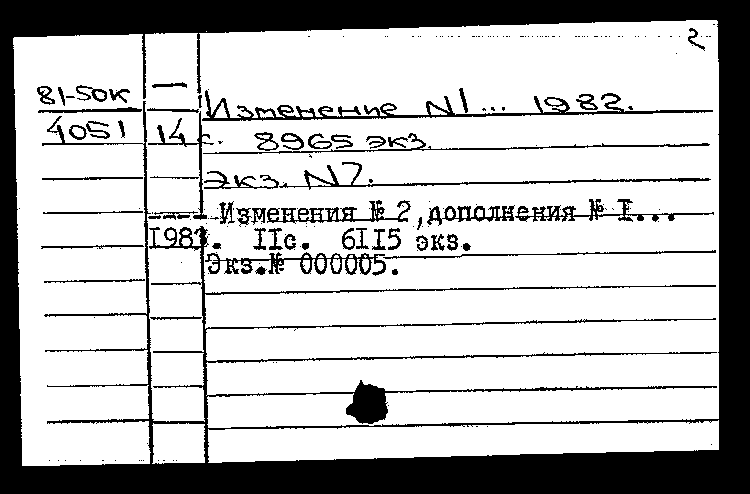 2
81-50к — Изменение N1... 1982.
4051 14 с. 8965 экз.
Экз. N7.
--- Изменения № 2, дополнения № I...
1983. IIс. 6II5 экз.
Экз.№ 000005.